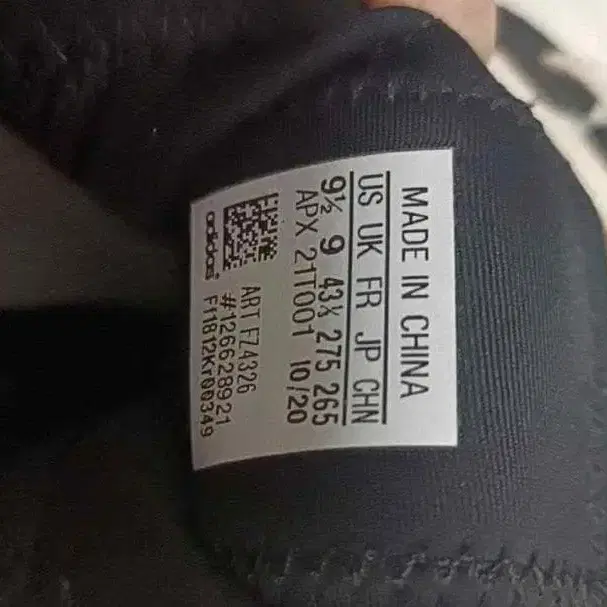 MADE IN CHINA
US UK FR JP CHN
9½ 9 43⅓ 275 265
APX 21T001 10/20
ART FZ4326
#126628921
F11812Kr00349
adidas